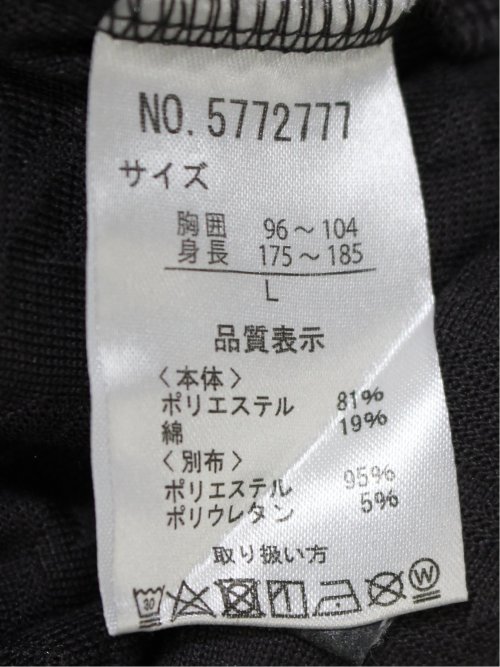 NO. 5772777
サイズ
胸囲 96～104
身長 175～185
L
品質表示
〈本体〉
ポリエステル 81%
綿 19%
〈別布〉
ポリエステル 95%
ポリウレタン 5%
取り扱い方
30 W